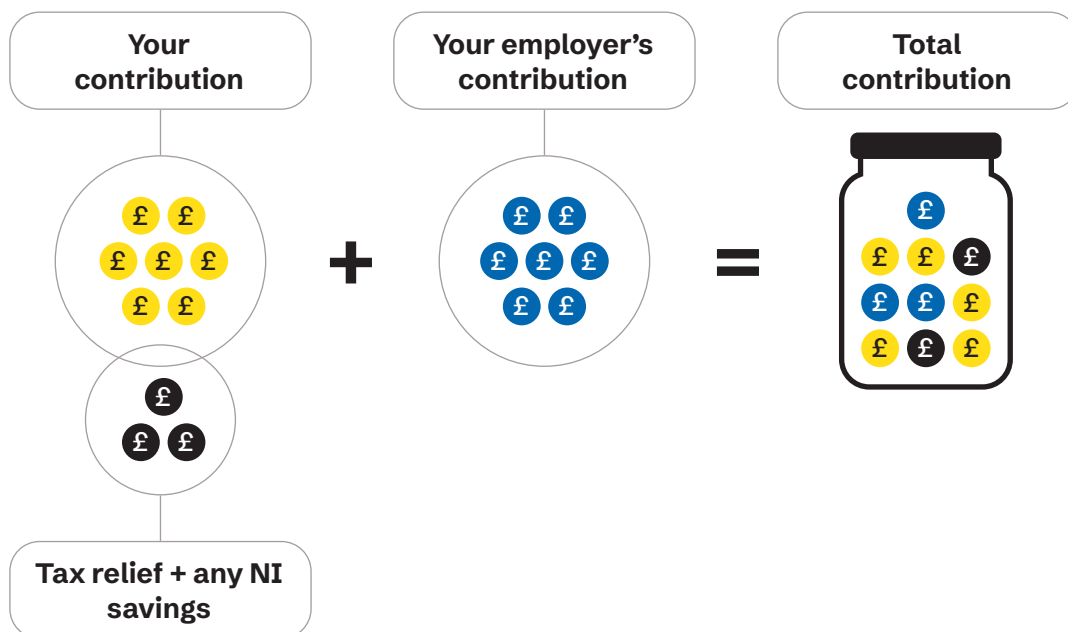 Your
contribution
Your employer’s
contribution
Total
contribution
£ £
£ £ £
£ £
+
£ £
£ £ £
£ £
=
£
£ £ £
£ £ £
£ £ £
£
£ £
Tax relief + any NI
savings